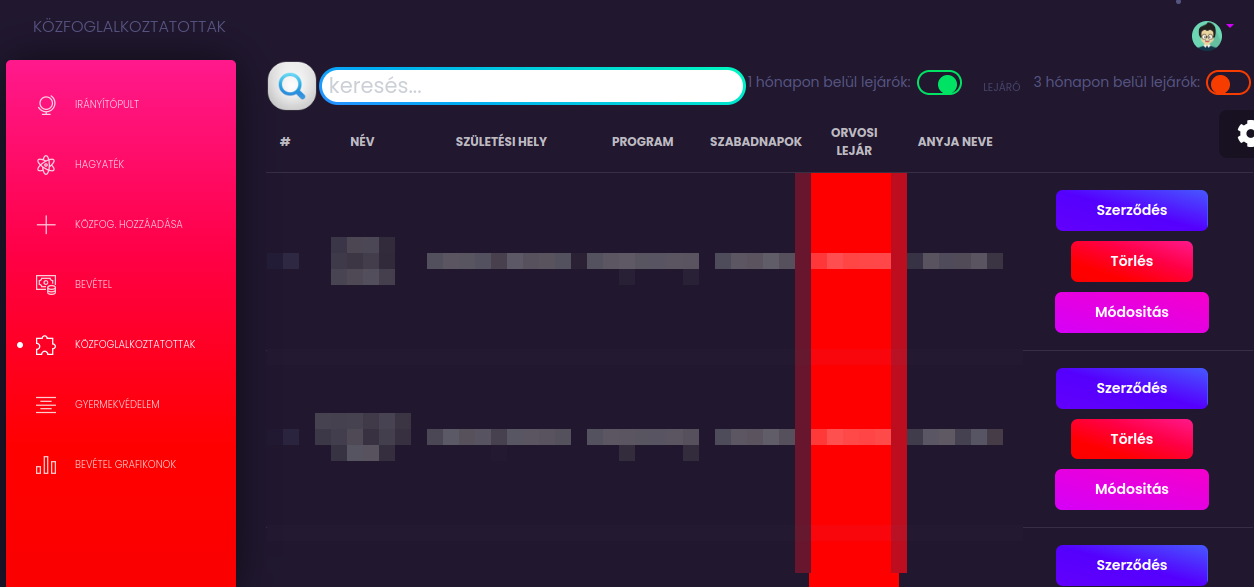 KÖZFOGLALKOZTATOTTAK
IRÁNYÍTÓPULT
HAGYATÉK
KÖZFOG. HOZZÁADÁSA
BEVÉTEL
KÖZFOGLALKOZTATOTTAK
GYERMEKVÉDELEM
BEVÉTEL GRAFIKONOK
keresés...
1 hónapon belül lejárók:
LEJÁRÓ
3 hónapon belül lejárók:
# NÉV SZÜLETÉSI HELY PROGRAM SZABADNAPOK ORVOSI LEJÁR ANYJA NEVE
Szerződés
Törlés
Módositás
Szerződés
Törlés
Módositás
Szerződés